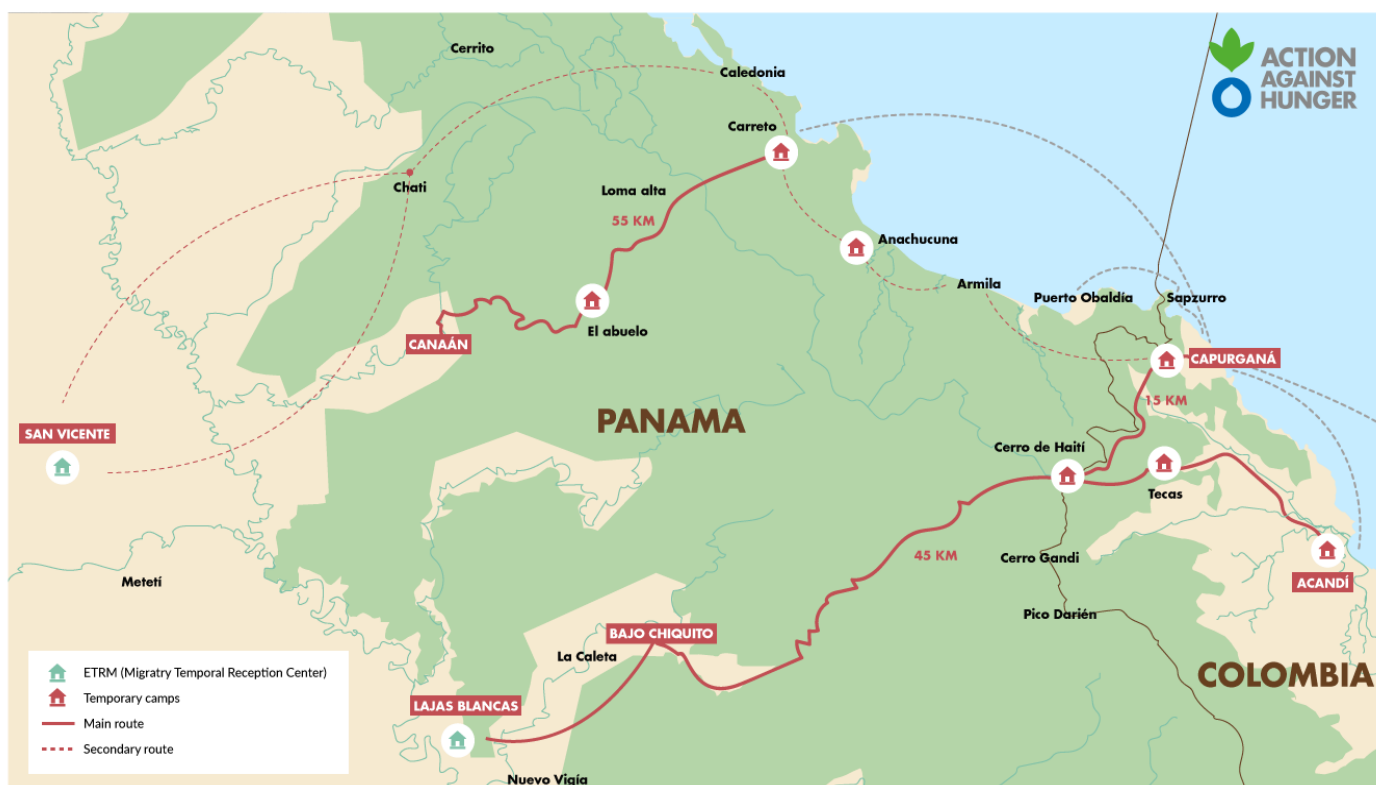 Cerrito
Caledonia
ACTION
AGAINST
HUNGER
Carreto
Chati
Loma alta
55 KM
Anachucuna
Armila
Puerto Obaldía
Sapzurro
El abuelo
CANAÁN
CAPURGANÁ
15 KM
PANAMA
SAN VICENTE
Cerro de Haití
Tecas
45 KM
Cerro Gandi
Metetí
ACANDÍ
Pico Darién
BAJO CHIQUITO
La Caleta
COLOMBIA
LAJAS BLANCAS
Nuevo Vigía
ETRM (Migratry Temporal Reception Center)
Temporary camps
Main route
Secondary route